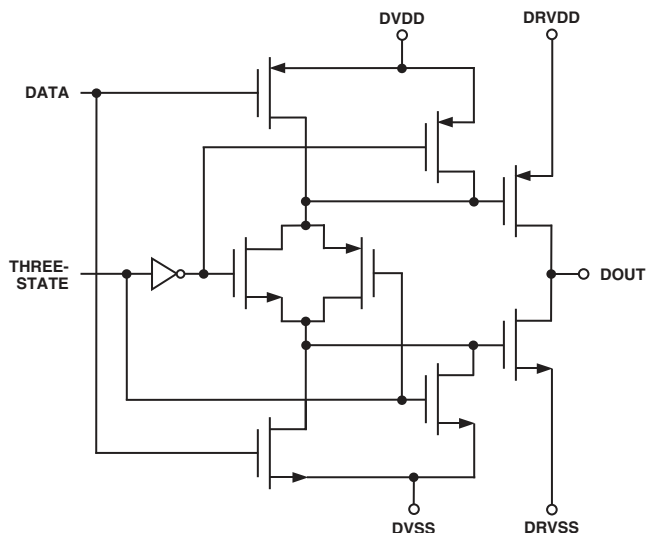 DVDD
DRVDD
DATA
THREE-
STATE
DOUT
DVSS
DRVSS